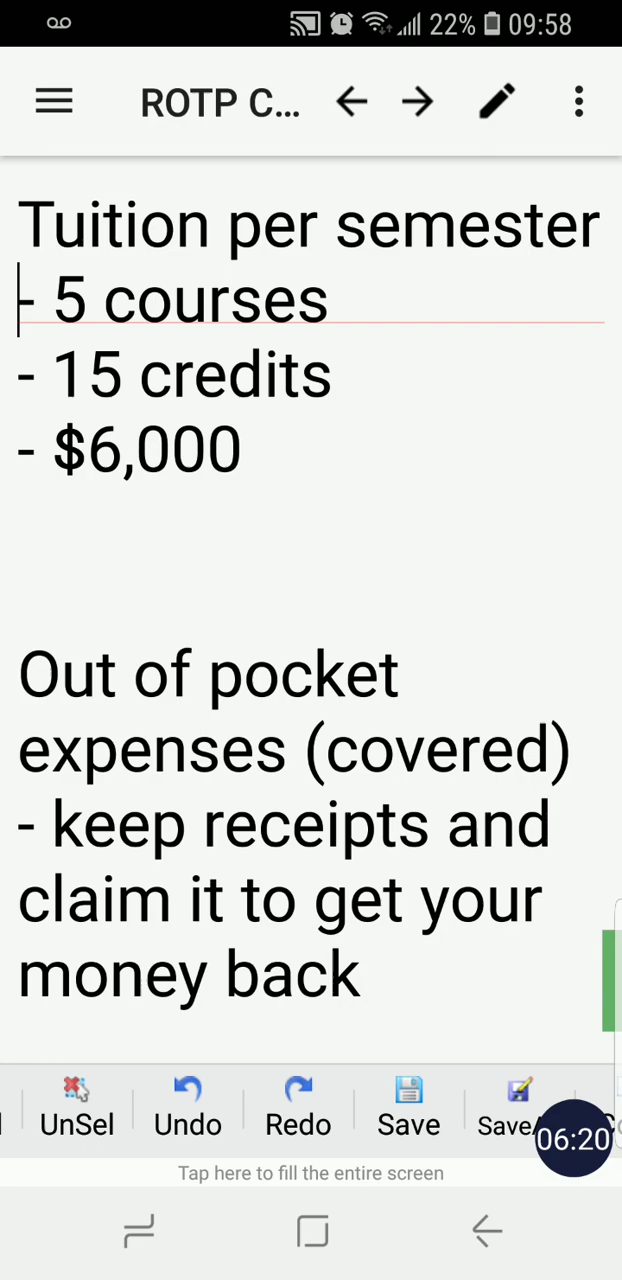 22% 09:58
ROTP C...
Tuition per semester
- 5 courses
- 15 credits
- $6,000
Out of pocket
expenses (covered)
- keep receipts and
claim it to get your
money back
UnSel Undo Redo Save Save
06:20
Tap here to fill the entire screen